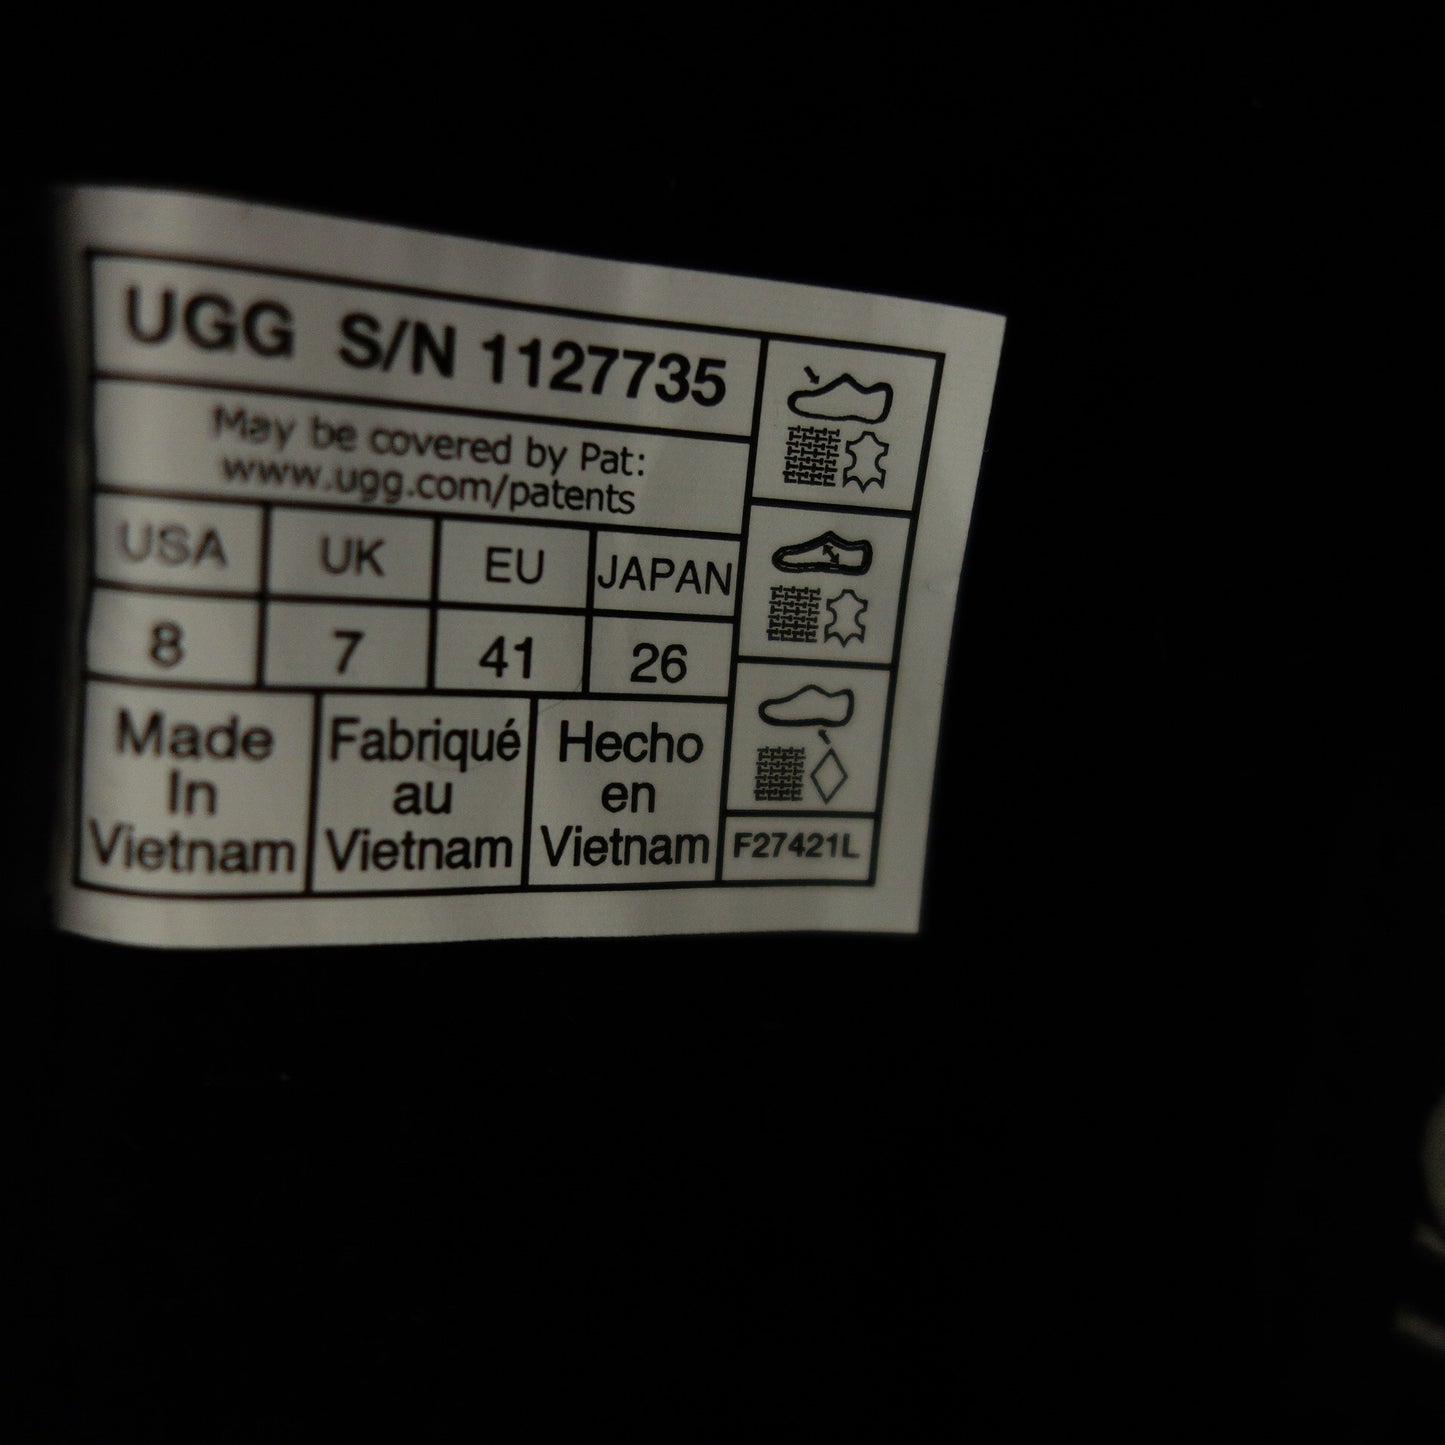 UGG S/N 1127735
May be covered by Pat:
www.ugg.com/patents
USA UK EU JAPAN
8 7 41 26
Made
In
Vietnam
Fabriqué
au
Vietnam
Hecho
en
Vietnam
F27421L